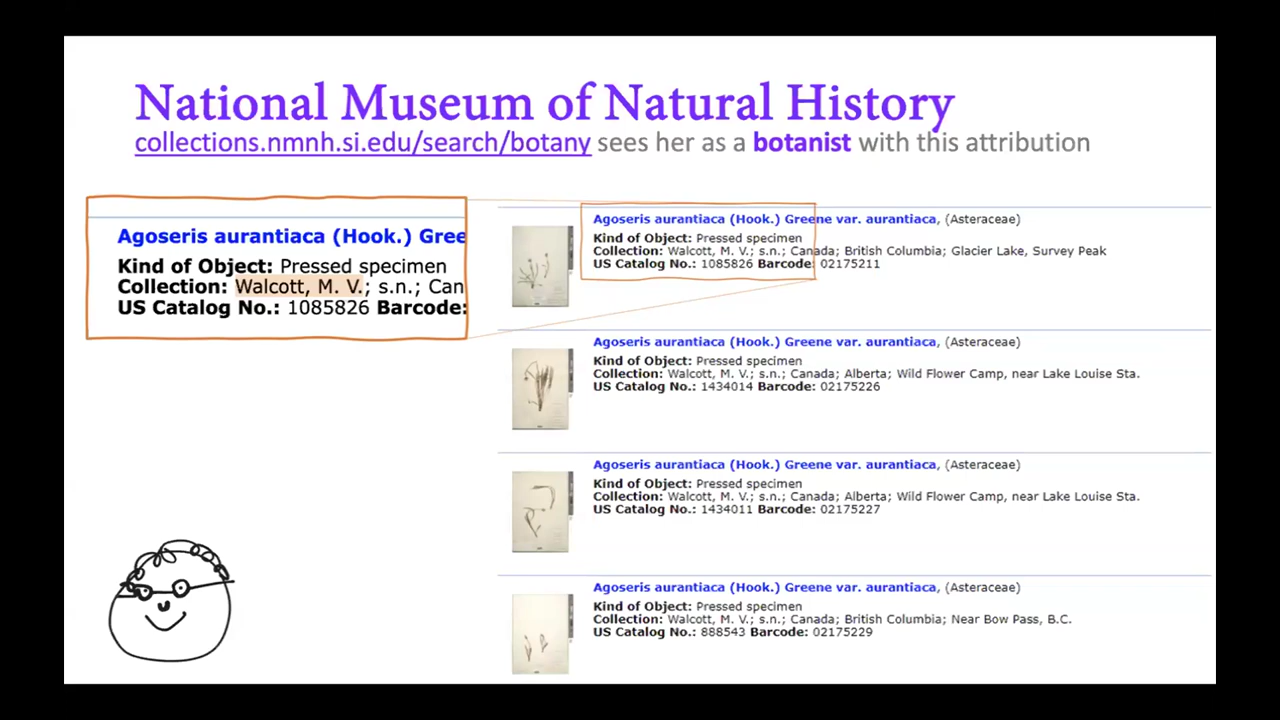 National Museum of Natural History
collections.nmnh.si.edu/search/botany sees her as a botanist with this attribution
Agoseris aurantiaca (Hook.) Gree
Kind of Object: Pressed specimen
Collection: Walcott, M. V.; s.n.; Can
US Catalog No.: 1085826 Barcode:
Agoseris aurantiaca (Hook.) Greene var. aurantiaca, (Asteraceae)
Kind of Object: Pressed specimen
Collection: Walcott, M. V.; s.n.; Canada; British Columbia; Glacier Lake, Survey Peak
US Catalog No.: 1085826 Barcode: 02175211
Agoseris aurantiaca (Hook.) Greene var. aurantiaca, (Asteraceae)
Kind of Object: Pressed specimen
Collection: Walcott, M. V.; s.n.; Canada; Alberta; Wild Flower Camp, near Lake Louise Sta.
US Catalog No.: 1434014 Barcode: 02175226
Agoseris aurantiaca (Hook.) Greene var. aurantiaca, (Asteraceae)
Kind of Object: Pressed specimen
Collection: Walcott, M. V.; s.n.; Canada; Alberta; Wild Flower Camp, near Lake Louise Sta.
US Catalog No.: 1434011 Barcode: 02175227
Agoseris aurantiaca (Hook.) Greene var. aurantiaca, (Asteraceae)
Kind of Object: Pressed specimen
Collection: Walcott, M. V.; s.n.; Canada; British Columbia; Near Bow Pass, B.C.
US Catalog No.: 888543 Barcode: 02175229